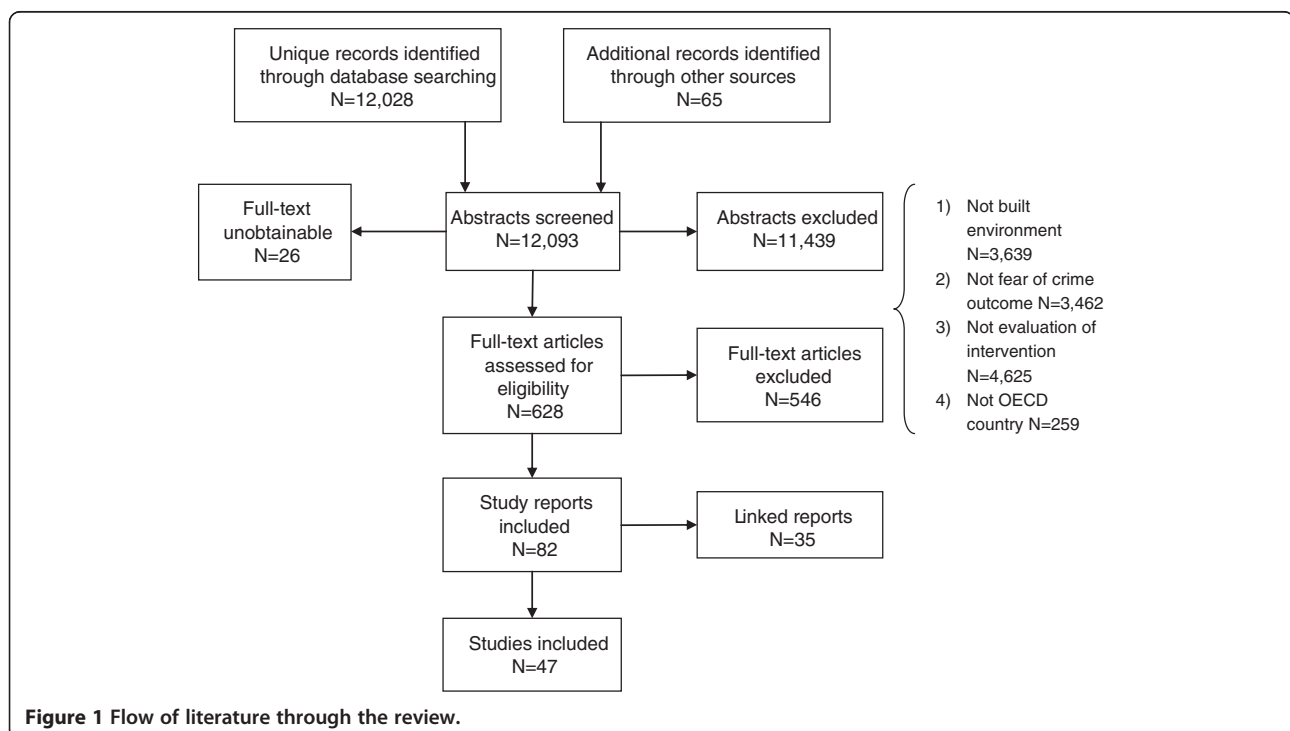 Unique records identified
through database searching
N=12,028
Additional records identified
through other sources
N=65
Full-text
unobtainable
N=26
Abstracts screened
N=12,093
Abstracts excluded
N=11,439
1) Not built
environment
N=3,639
2) Not fear of crime
outcome N=3,462
3) Not evaluation of
intervention
N=4,625
4) Not OECD
country N=259
Full-text articles
assessed for
eligibility
N=628
Full-text articles
excluded
N=546
Study reports
included
N=82
Linked reports
N=35
Studies included
N=47
Figure 1 Flow of literature through the review.